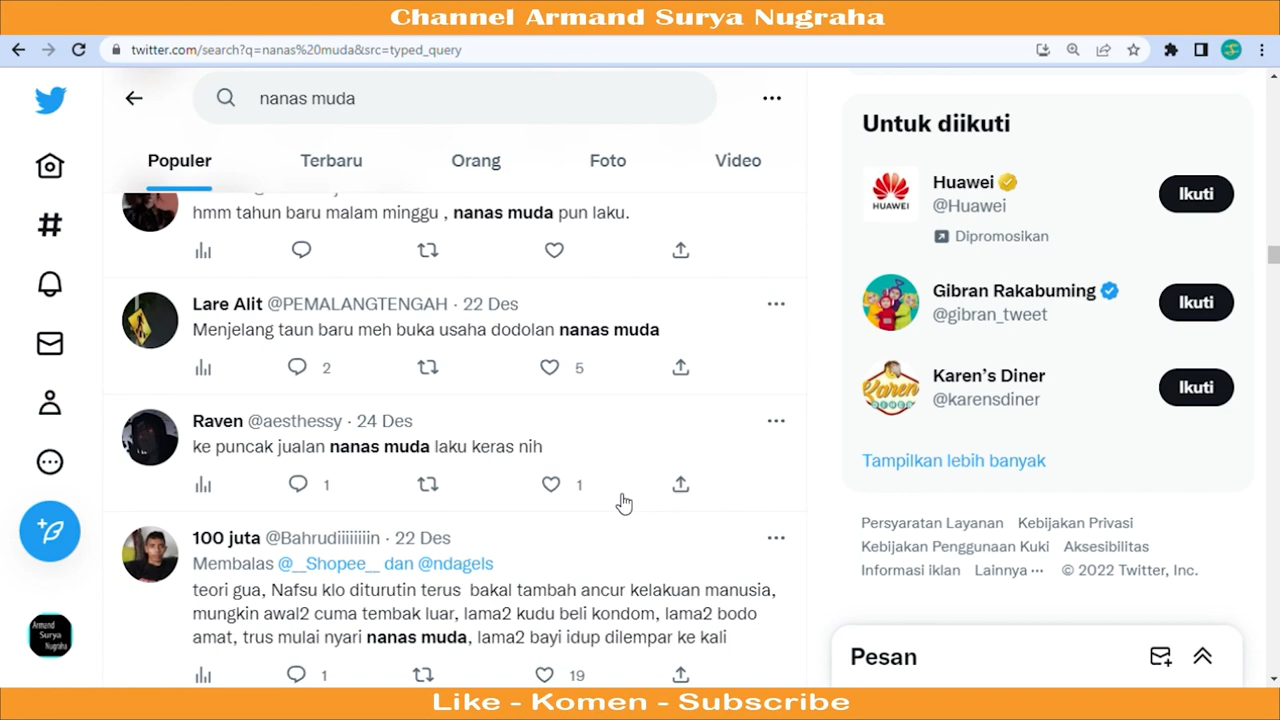 Channel Armand Surya Nugraha
twitter.com/search?q=nanas%20muda&src=typed_query
nanas muda
Populer
Terbaru
Orang
Foto
Video
hmm tahun baru malam minggu , nanas muda pun laku.
Lare Alit @PEMALANGTENGAH · 22 Des
Menjelang taun baru meh buka usaha dodolan nanas muda
2
5
Raven @aesthessy · 24 Des
ke puncak jualan nanas muda laku keras nih
1
1
100 juta @Bahrudiiiiiiiin · 22 Des
Membalas @__Shopee__ dan @ndagels
teori gua, Nafsu klo diturutin terus bakal tambah ancur kelakuan manusia,
mungkin awal2 cuma tembak luar, lama2 kudu beli kondom, lama2 bodo
amat, trus mulai nyari nanas muda, lama2 bayi idup dilempar ke kali
1
19
Untuk diikuti
HUAWEI
Huawei
@Huawei
Dipromosikan
Ikuti
Gibran Rakabuming
@gibran_tweet
Ikuti
Karen
DINER
Karen's Diner
@karensdiner
Ikuti
Tampilkan lebih banyak
Persyaratan Layanan Kebijakan Privasi
Kebijakan Penggunaan Kuki Aksesibilitas
Informasi iklan Lainnya ··· © 2022 Twitter, Inc.
Pesan
Armand
Surya
Nugraha
Like - Komen - Subscribe